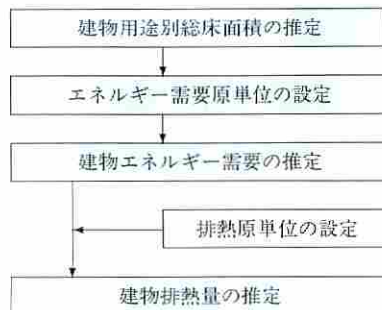 建物用途別総床面積の推定
エネルギー需要原単位の設定
建物エネルギー需要の推定
排熱原単位の設定
建物排熱量の推定